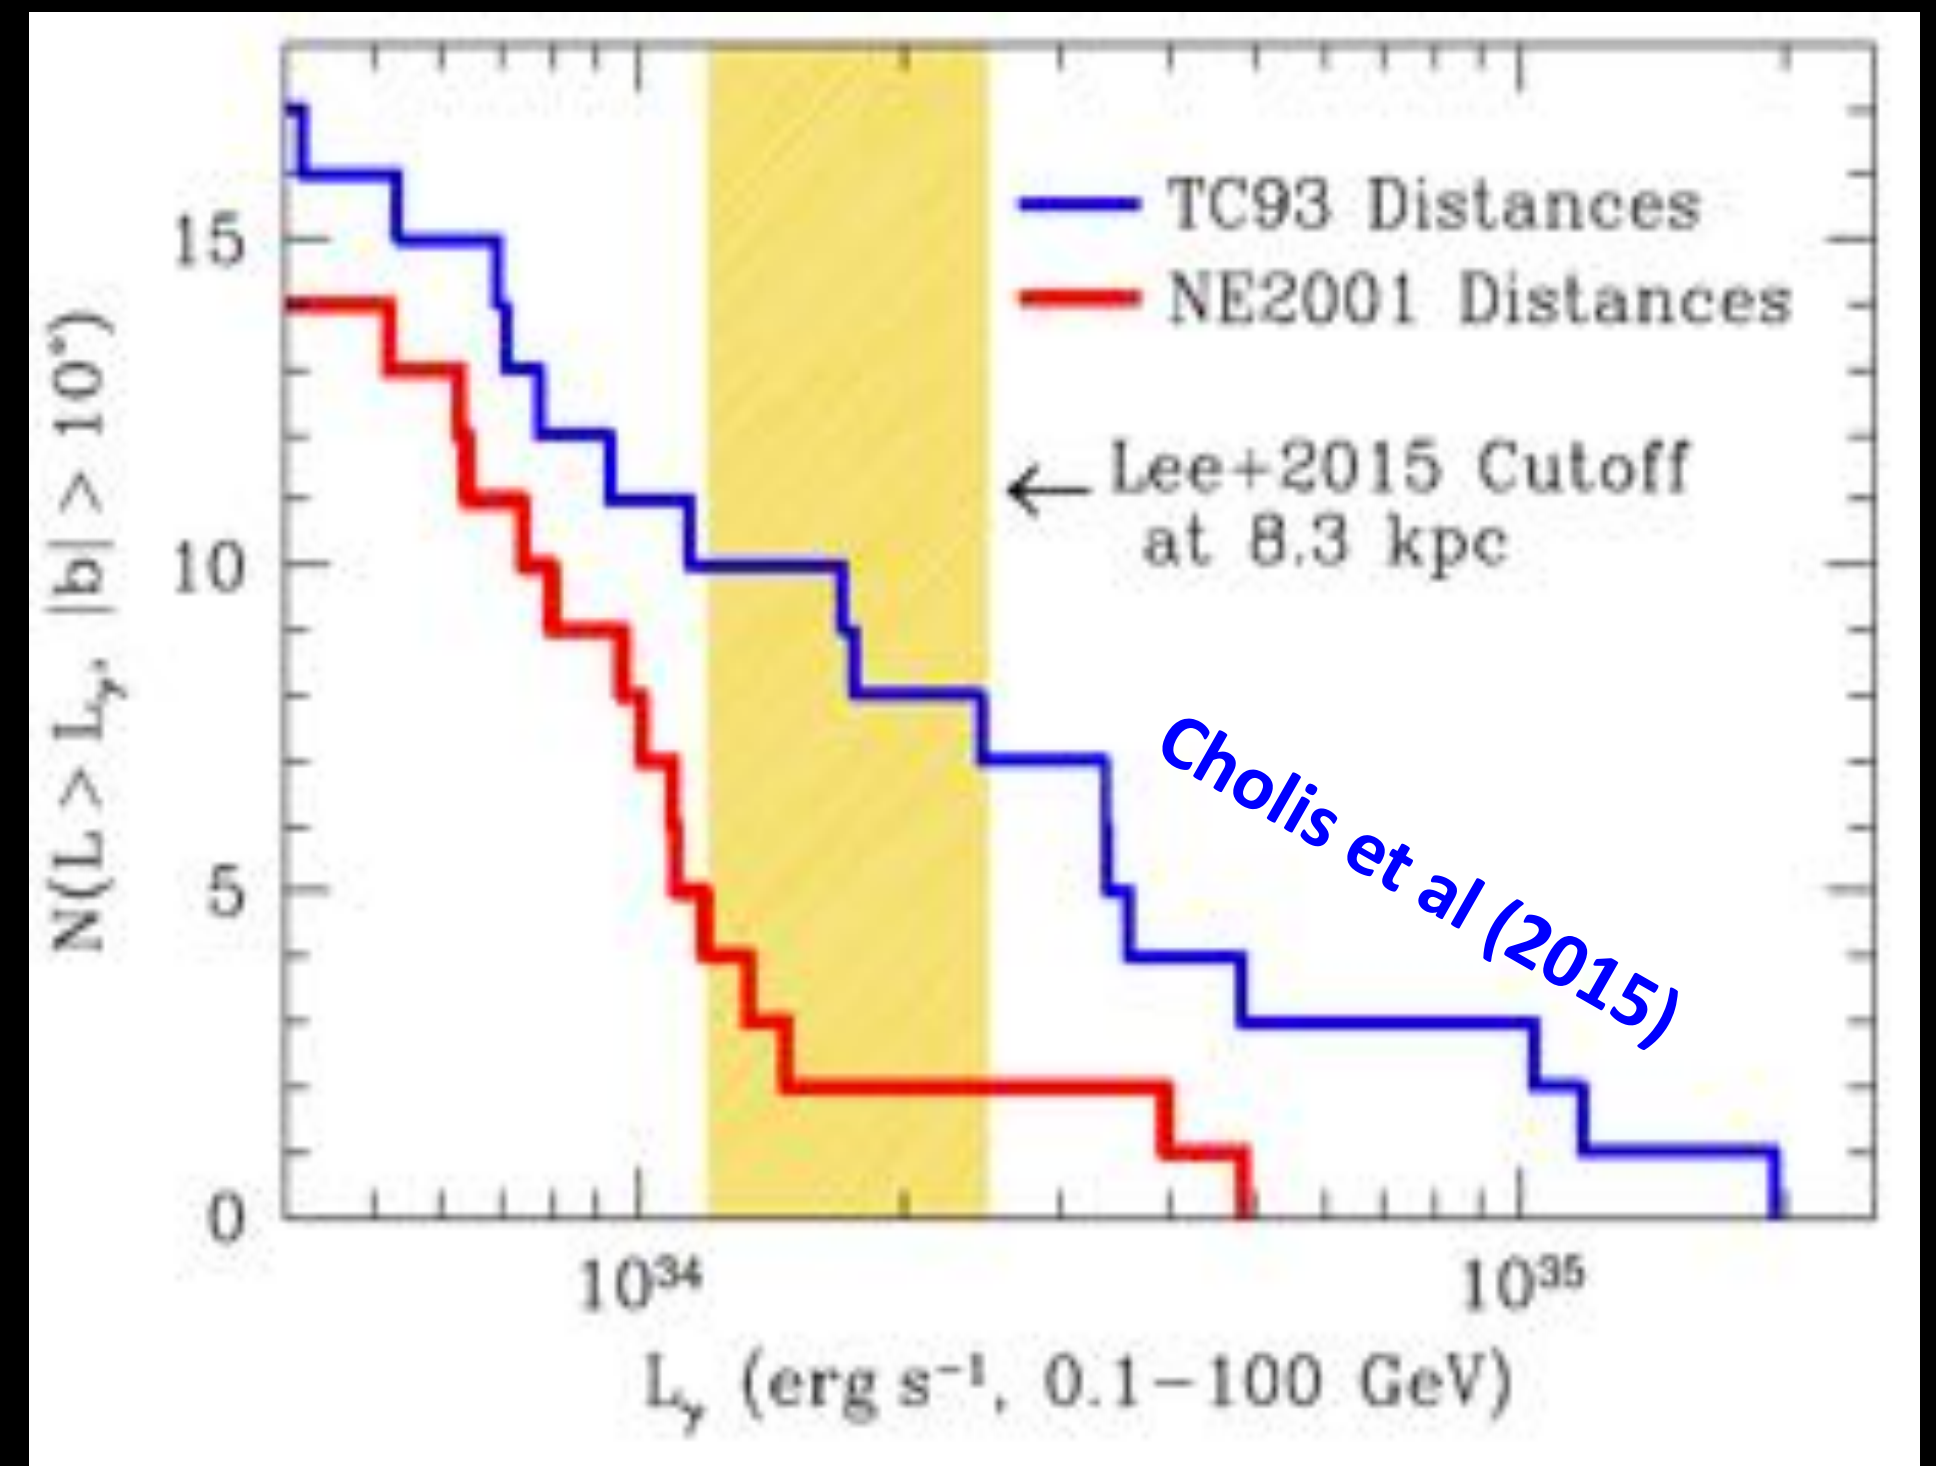 N(L > Lγ, |b| > 10°)
15
10
5
0
TC93 Distances
NE2001 Distances
← Lee+2015 Cutoff
at 8.3 kpc
Cholis et al (2015)
10³⁴
10³⁵
Lγ (erg s⁻¹, 0.1−100 GeV)